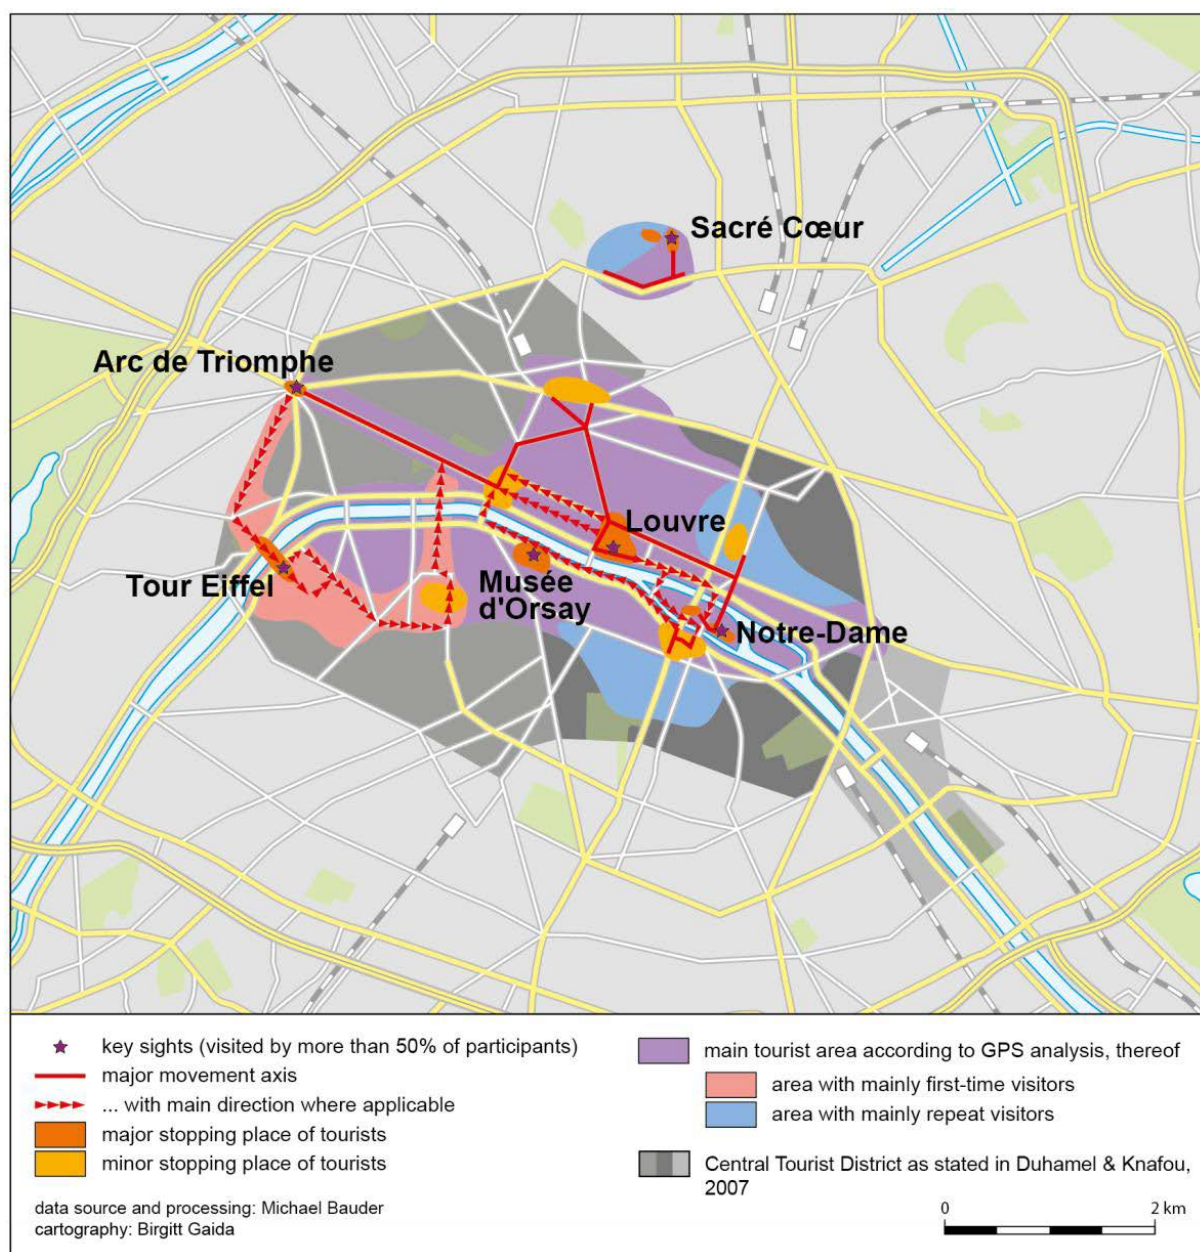 Sacré Cœur
Arc de Triomphe
Louvre
Tour Eiffel
Musée
d'Orsay
Notre-Dame
key sights (visited by more than 50% of participants)
major movement axis
... with main direction where applicable
major stopping place of tourists
minor stopping place of tourists
data source and processing: Michael Bauder
cartography: Birgitt Gaida
main tourist area according to GPS analysis, thereof
area with mainly first-time visitors
area with mainly repeat visitors
Central Tourist District as stated in Duhamel & Knafou,
2007
0 2 km